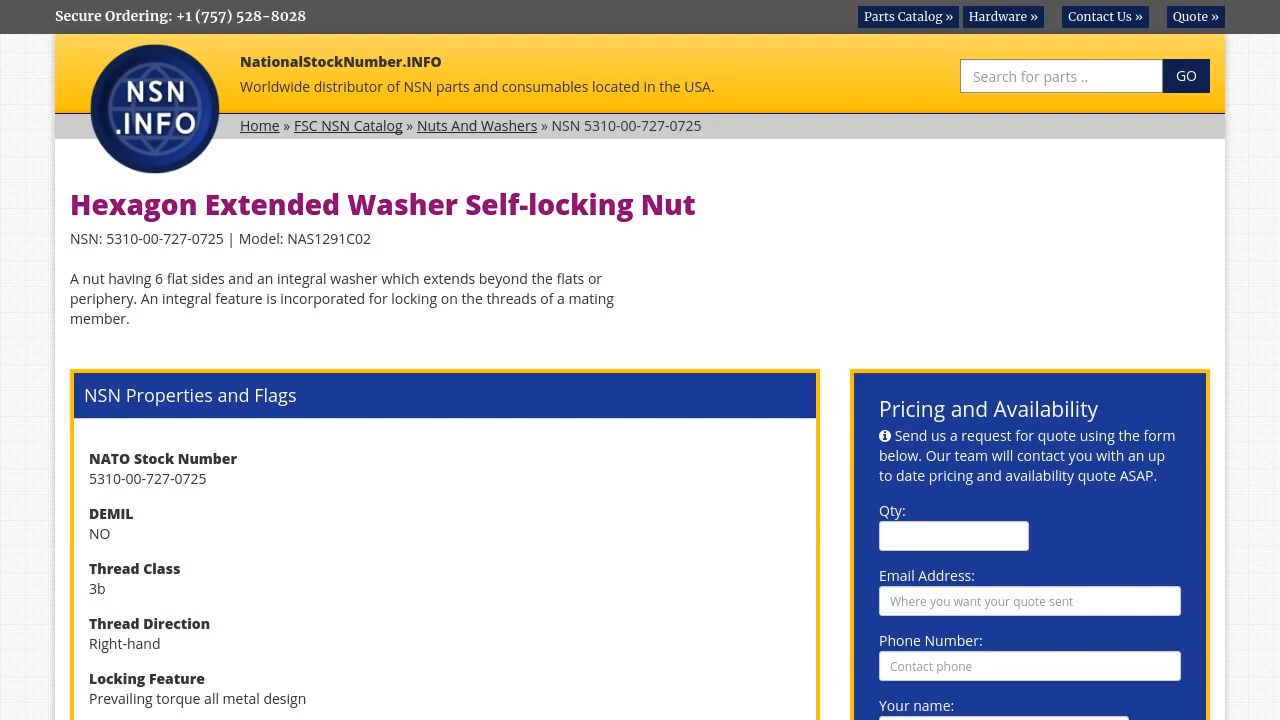 Secure Ordering: +1 (757) 528-8028
Parts Catalog »
Hardware »
Contact Us »
Quote »
NSN
.INFO
NationalStockNumber.INFO
Worldwide distributor of NSN parts and consumables located in the USA.
Search for parts ..
GO
Home » FSC NSN Catalog » Nuts And Washers » NSN 5310-00-727-0725
Hexagon Extended Washer Self-locking Nut
NSN: 5310-00-727-0725 | Model: NAS1291C02
A nut having 6 flat sides and an integral washer which extends beyond the flats or
periphery. An integral feature is incorporated for locking on the threads of a mating
member.
NSN Properties and Flags
NATO Stock Number
5310-00-727-0725
DEMIL
NO
Thread Class
3b
Thread Direction
Right-hand
Locking Feature
Prevailing torque all metal design
Pricing and Availability
Send us a request for quote using the form
below. Our team will contact you with an up
to date pricing and availability quote ASAP.
Qty:
Email Address:
Where you want your quote sent
Phone Number:
Contact phone
Your name: